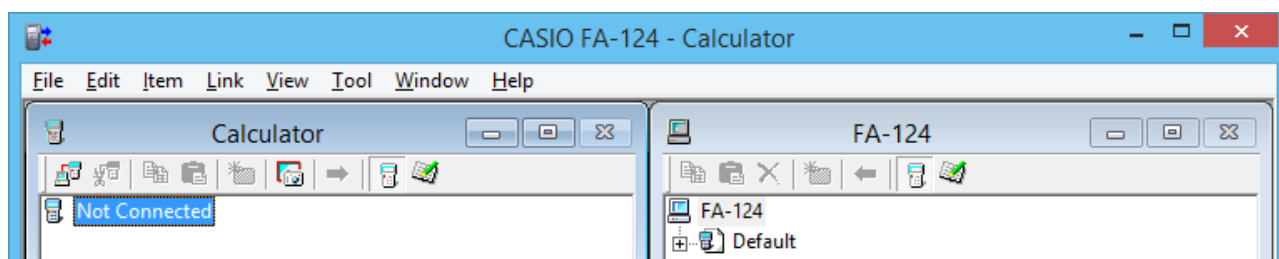 CASIO FA-124 - Calculator
File Edit Item Link View Tool Window Help
Calculator
FA-124
Not Connected
FA-124
Default